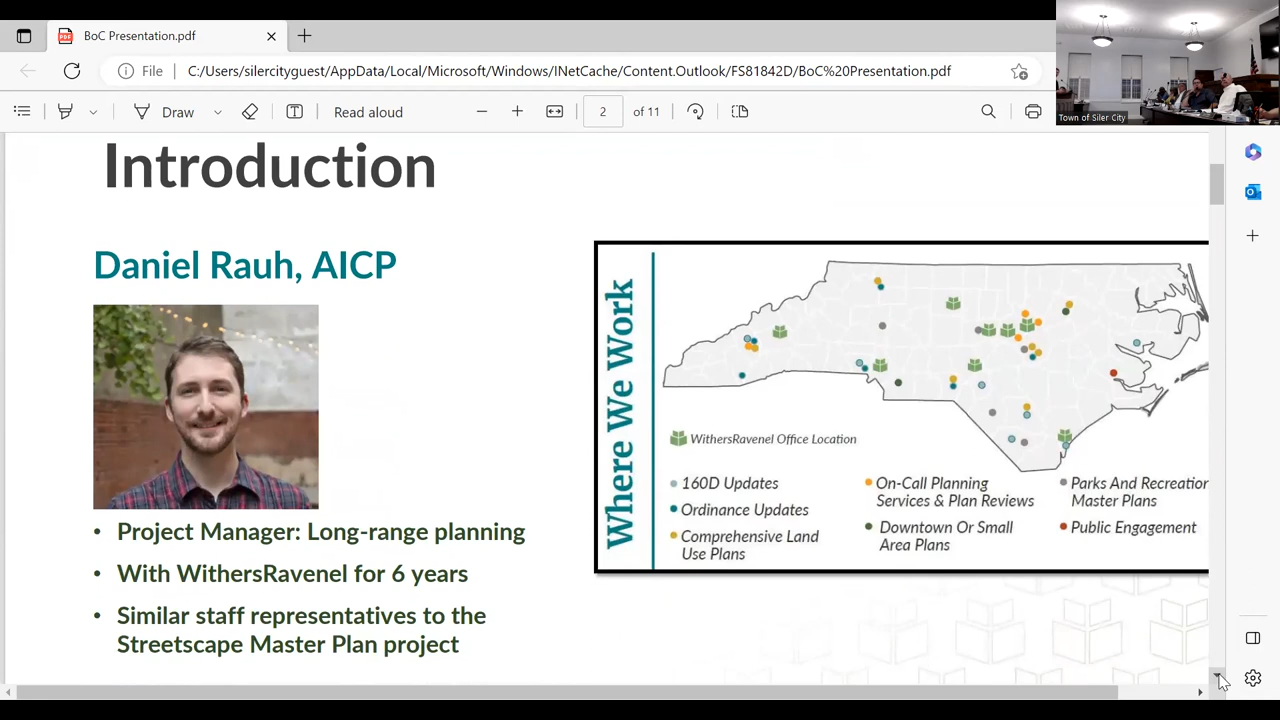 BoC Presentation.pdf
File
C:/Users/silercityguest/AppData/Local/Microsoft/Windows/INetCache/Content.Outlook/FS81842D/BoC%20Presentation.pdf
Town of Siler City
Draw
Read aloud
2 of 11
Introduction
Daniel Rauh, AICP
• Project Manager: Long-range planning
• With WithersRavenel for 6 years
• Similar staff representatives to the
Streetscape Master Plan project
Where We Work
WithersRavenel Office Location
160D Updates
Ordinance Updates
Comprehensive Land
Use Plans
On-Call Planning
Services & Plan Reviews
Downtown Or Small
Area Plans
Parks And Recreation
Master Plans
Public Engagement